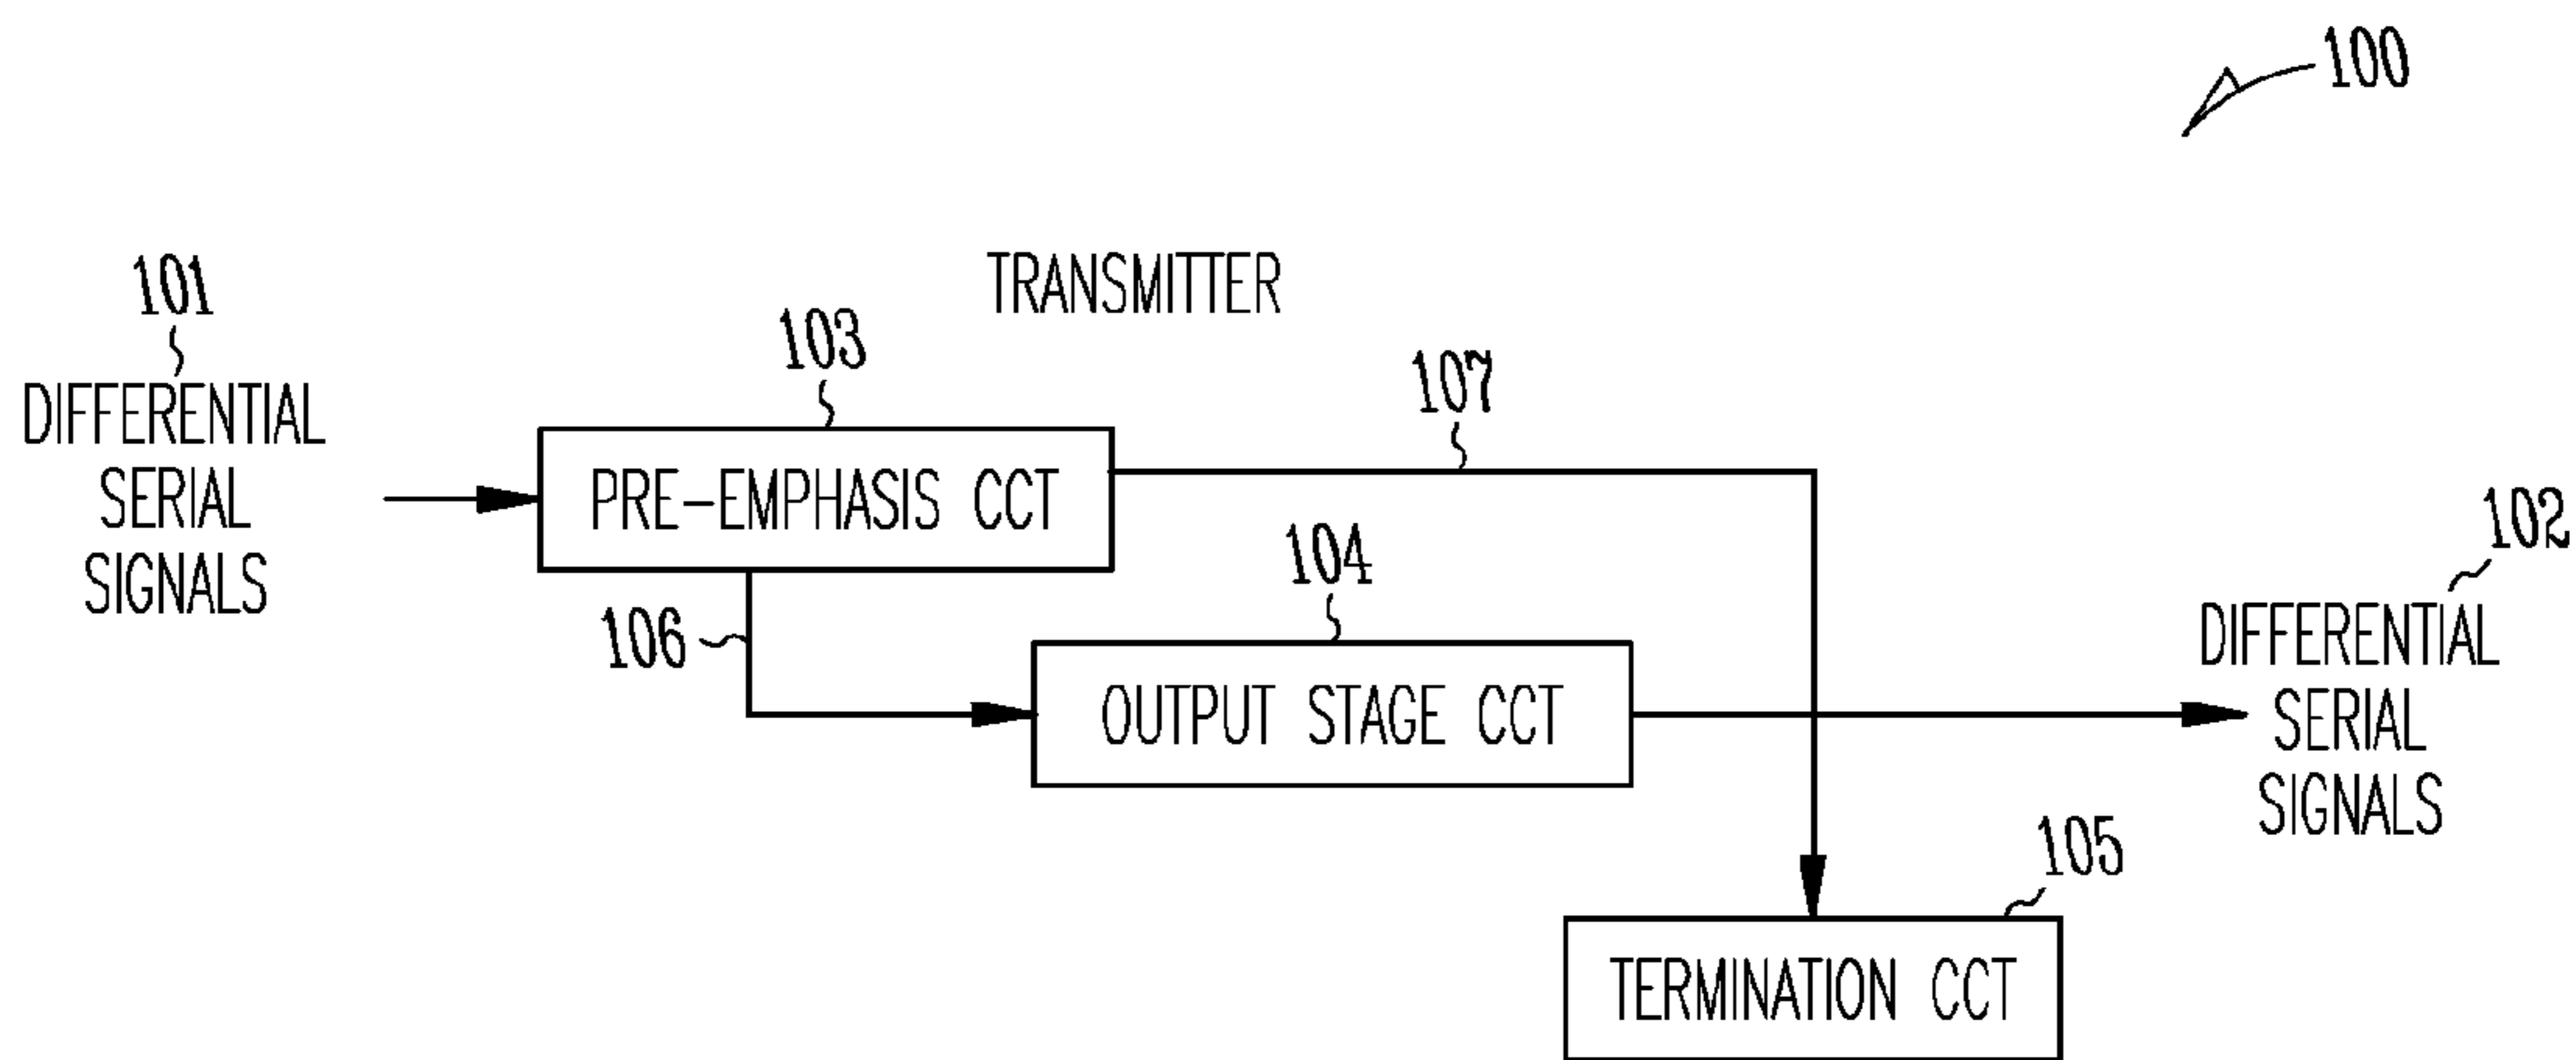 100
TRANSMITTER
101
DIFFERENTIAL
SERIAL
SIGNALS
103
PRE-EMPHASIS CCT
107
106
104
OUTPUT STAGE CCT
102
DIFFERENTIAL
SERIAL
SIGNALS
105
TERMINATION CCT